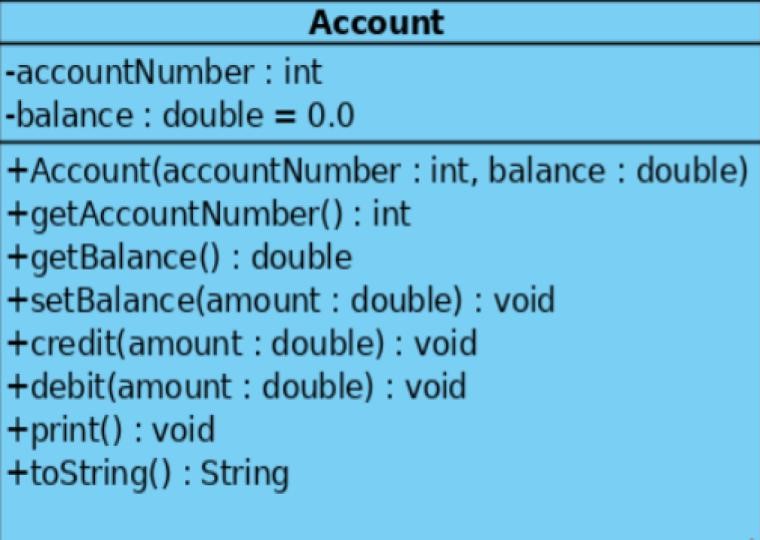 Account
-accountNumber : int
-balance : double = 0.0
+Account(accountNumber : int, balance : double)
+getAccountNumber() : int
+getBalance() : double
+setBalance(amount : double) : void
+credit(amount : double) : void
+debit(amount : double) : void
+print() : void
+toString() : String